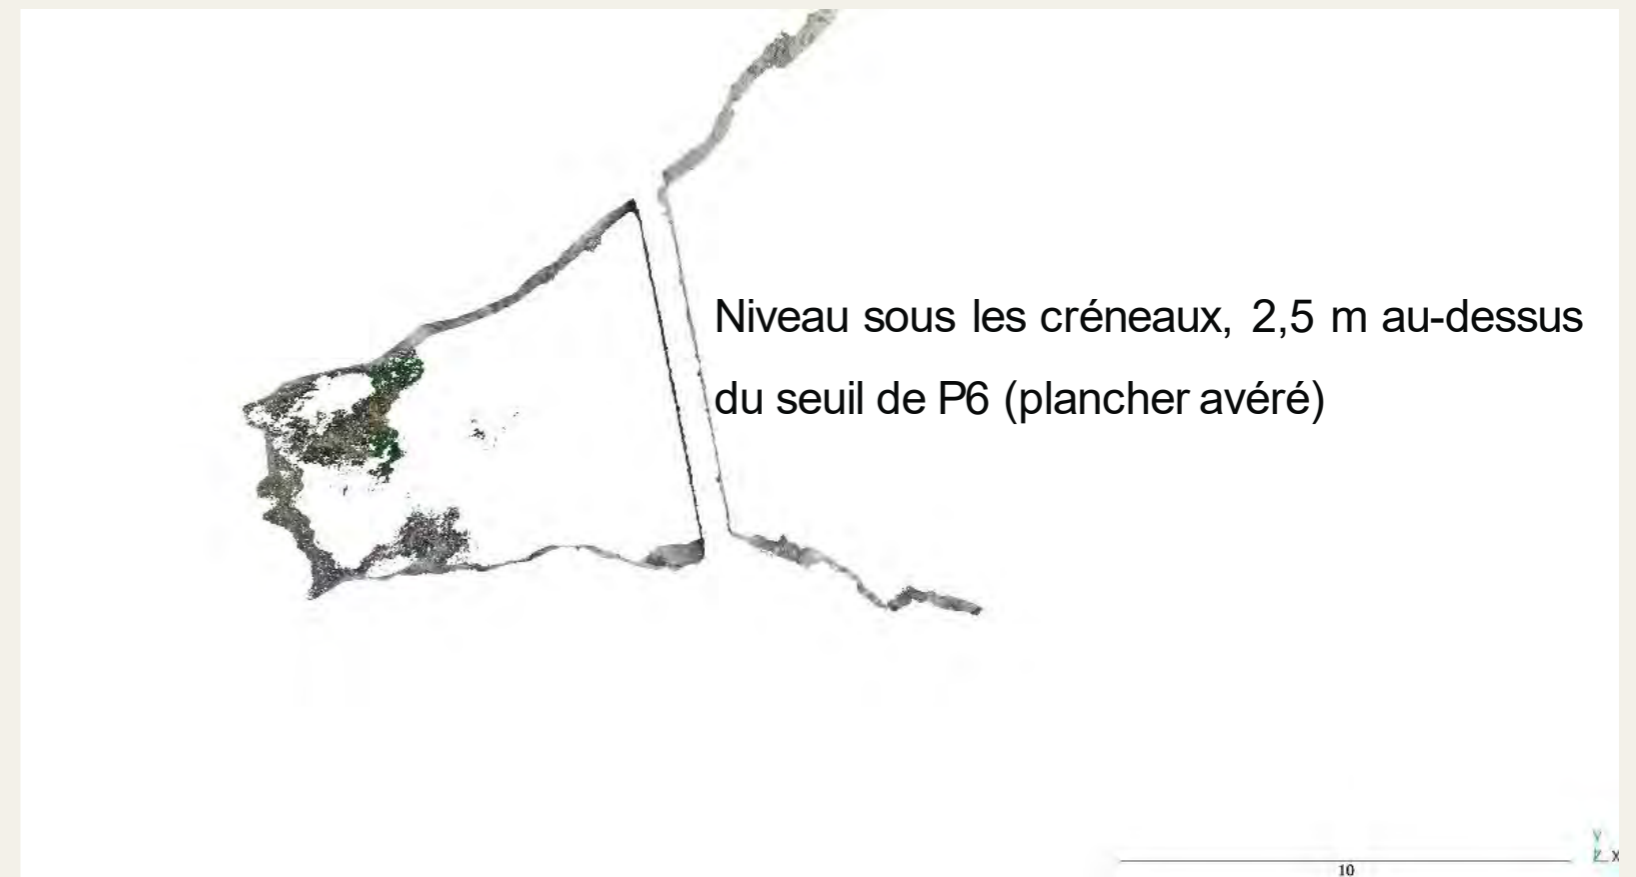 Niveau sous les créneaux, 2,5 m au-dessus
du seuil de P6 (plancher avéré)
10
Y
Z X